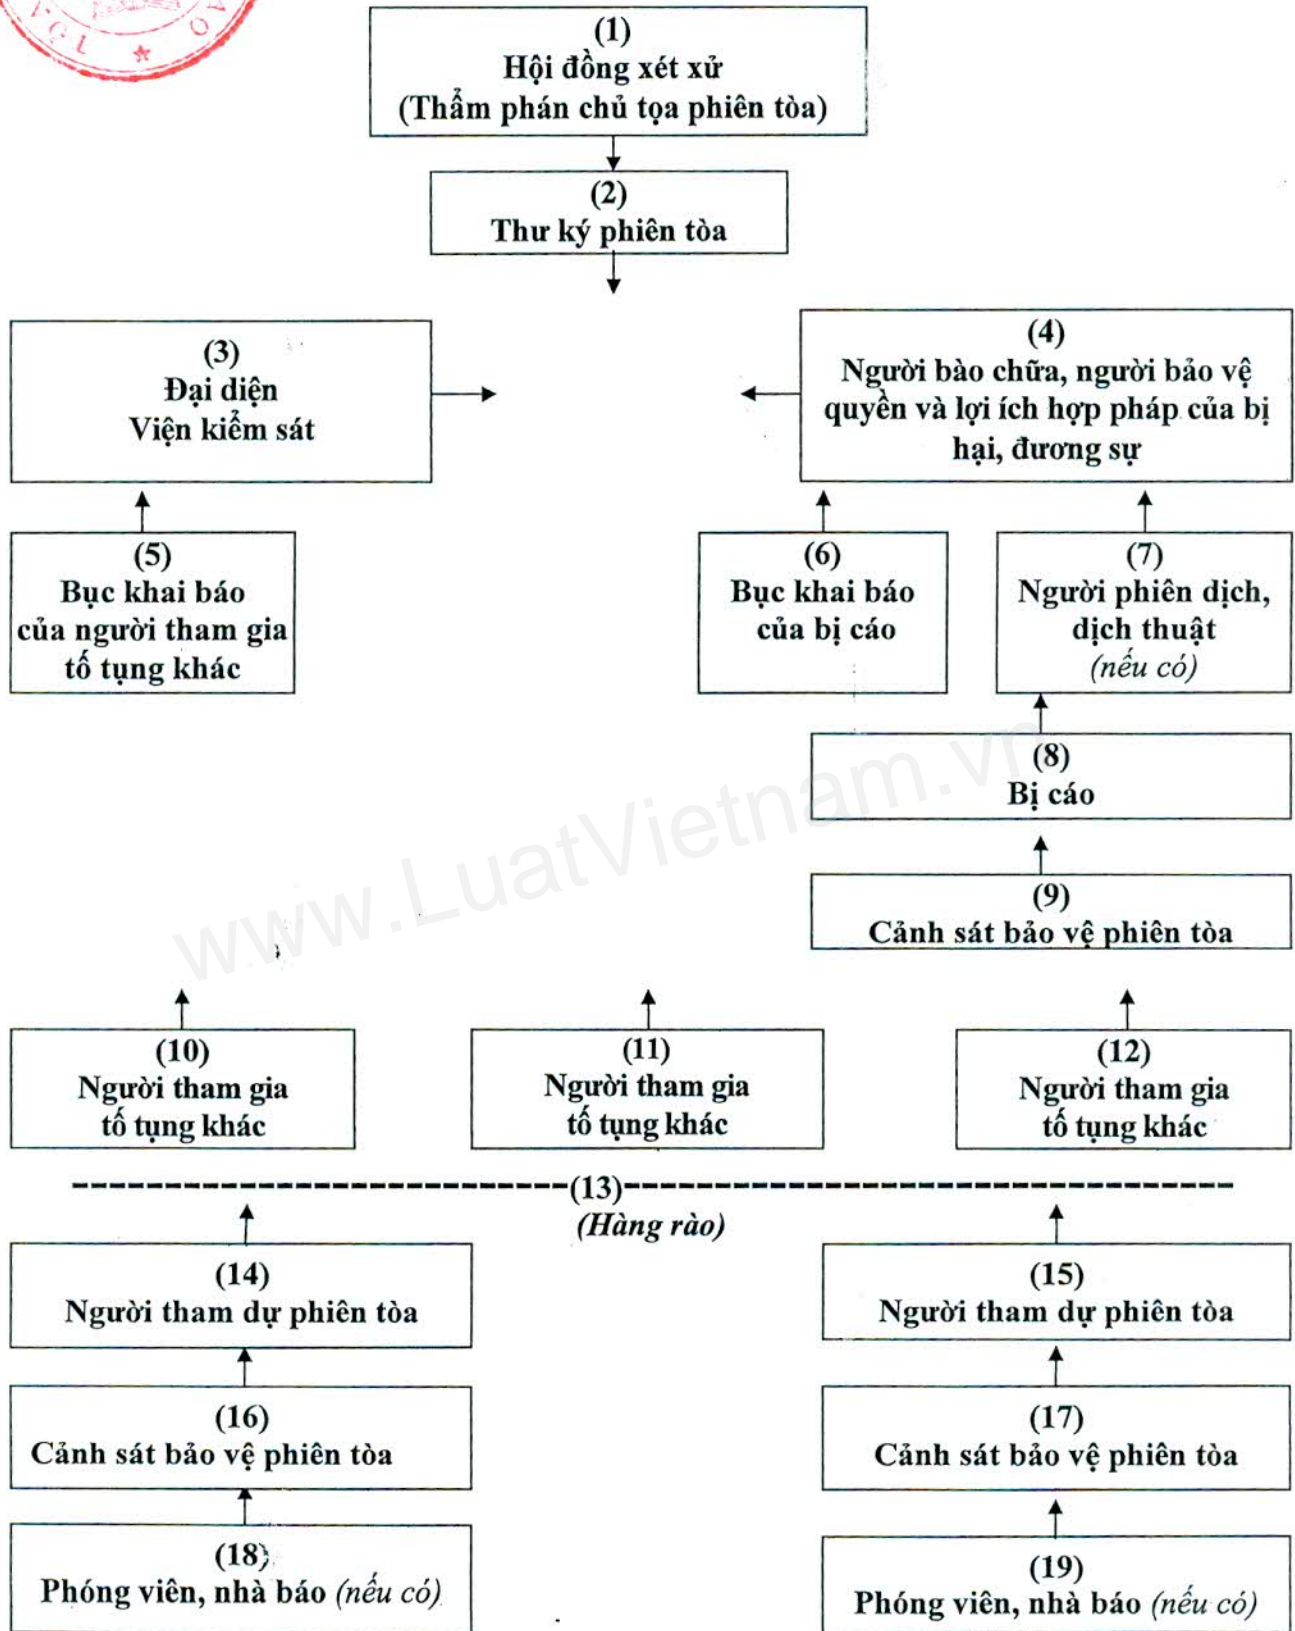 (1)
Hội đồng xét xử
(Thẩm phán chủ tọa phiên tòa)
(2)
Thư ký phiên tòa
(3)
Đại diện
Viện kiểm sát
(4)
Người bào chữa, người bảo vệ
quyền và lợi ích hợp pháp của bị
hại, đương sự
(5)
Bục khai báo
của người tham gia
tố tụng khác
(6)
Bục khai báo
của bị cáo
(7)
Người phiên dịch,
dịch thuật
(nếu có)
(8)
Bị cáo
(9)
Cảnh sát bảo vệ phiên tòa
www.LuatVietnam.vn
(10)
Người tham gia
tố tụng khác
(11)
Người tham gia
tố tụng khác
(12)
Người tham gia
tố tụng khác
(13)
(Hàng rào)
(14)
Người tham dự phiên tòa
(15)
Người tham dự phiên tòa
(16)
Cảnh sát bảo vệ phiên tòa
(17)
Cảnh sát bảo vệ phiên tòa
(18)
Phóng viên, nhà báo (nếu có)
(19)
Phóng viên, nhà báo (nếu có)